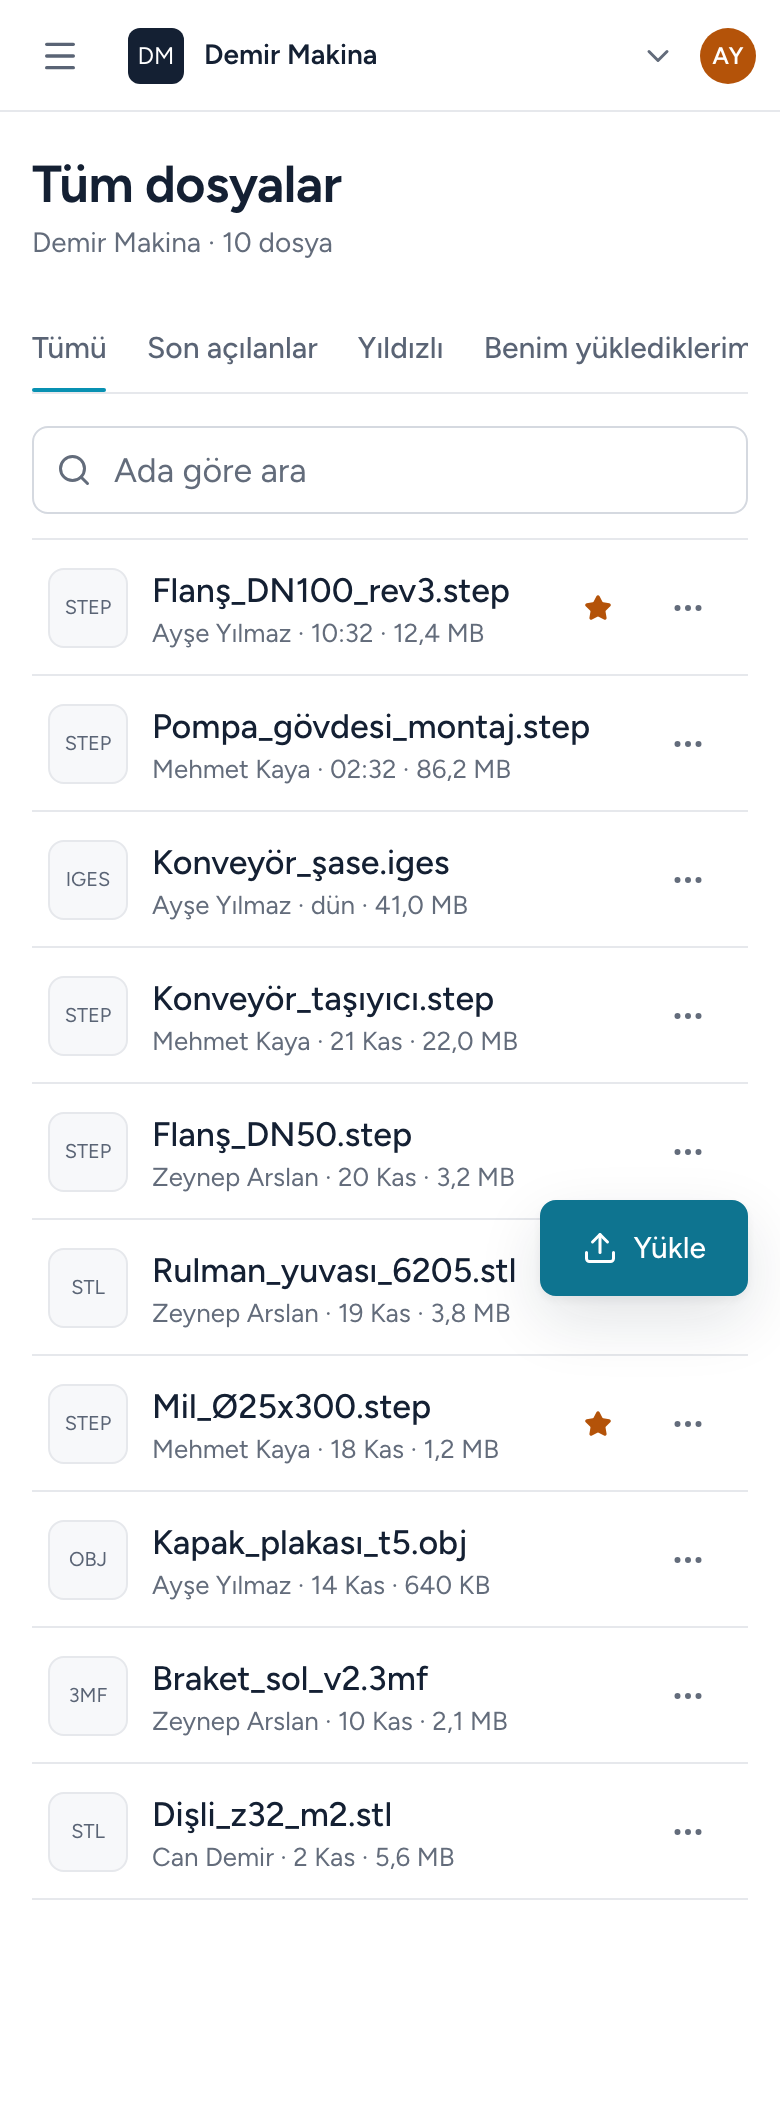 DM Demir Makina AY
Tüm dosyalar
Demir Makina · 10 dosya
Tümü Son açılanlar Yıldızlı Benim yüklediklerim
Ada göre ara
STEP Flanş_DN100_rev3.step
Ayşe Yılmaz · 10:32 · 12,4 MB
STEP Pompa_gövdesi_montaj.step
Mehmet Kaya · 02:32 · 86,2 MB
IGES Konveyör_şase.iges
Ayşe Yılmaz · dün · 41,0 MB
STEP Konveyör_taşıyıcı.step
Mehmet Kaya · 21 Kas · 22,0 MB
STEP Flanş_DN50.step
Zeynep Arslan · 20 Kas · 3,2 MB
Yükle
STL Rulman_yuvası_6205.stl
Zeynep Arslan · 19 Kas · 3,8 MB
STEP Mil_Ø25x300.step
Mehmet Kaya · 18 Kas · 1,2 MB
OBJ Kapak_plakası_t5.obj
Ayşe Yılmaz · 14 Kas · 640 KB
3MF Braket_sol_v2.3mf
Zeynep Arslan · 10 Kas · 2,1 MB
STL Dişli_z32_m2.stl
Can Demir · 2 Kas · 5,6 MB